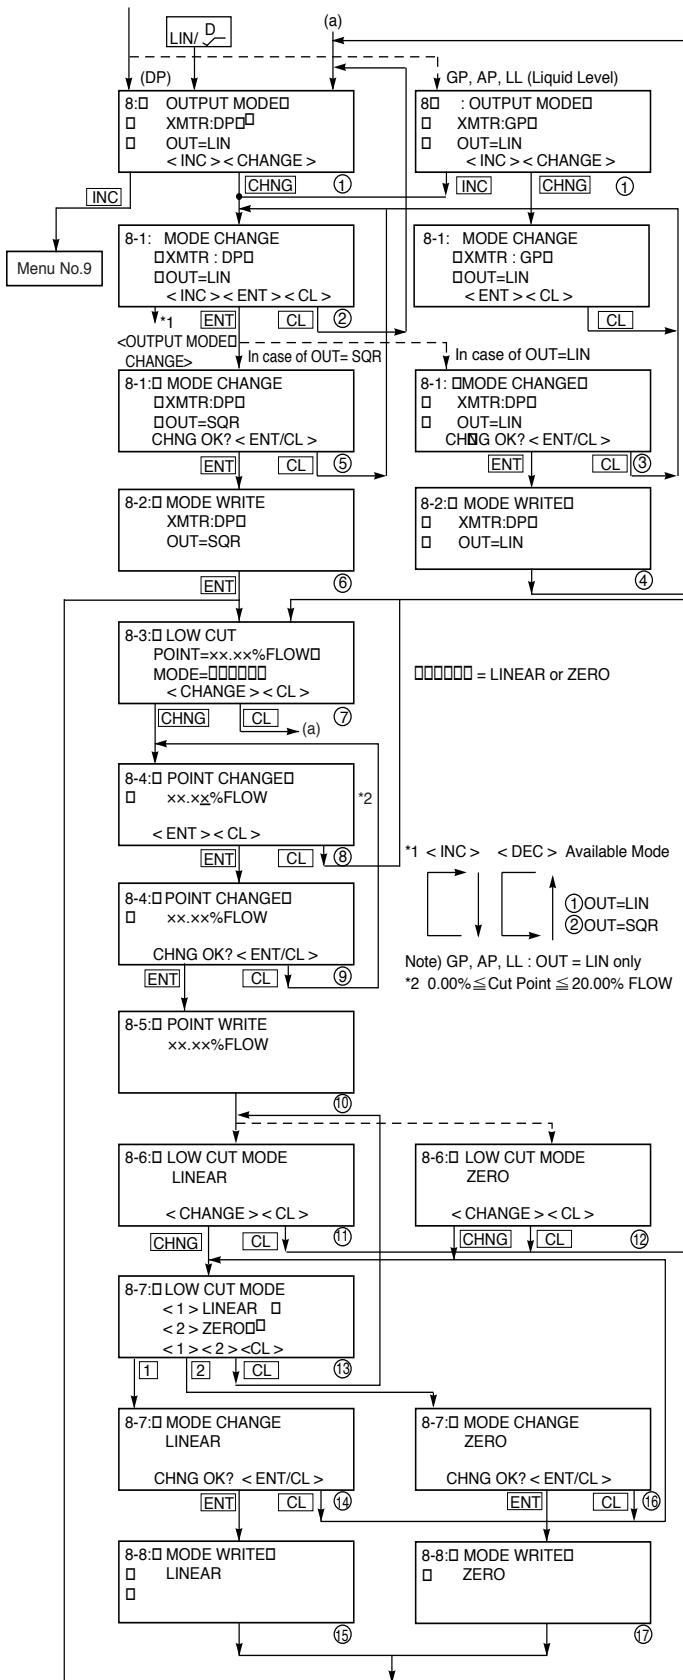 (a)
LIN/ D
(DP)
GP, AP, LL (Liquid Level)
8:□ OUTPUT MODE□
□ XMTR:DP□□
□ OUT=LIN
< INC > < CHANGE >
①
8□ : OUTPUT MODE□
□ XMTR:GP□
□ OUT=LIN
< INC > < CHANGE >
①
INC
CHNG
INC
CHNG
Menu No.9
8-1: MODE CHANGE
□XMTR : DP□
□OUT=LIN
< INC > < ENT > < CL >
②
8-1: MODE CHANGE
□XMTR : GP□
□OUT=LIN
< ENT > < CL >
*1
ENT
CL
CL
<OUTPUT MODE□
CHANGE>
In case of OUT= SQR
In case of OUT=LIN
8-1:□ MODE CHANGE
□XMTR:DP□
□OUT=SQR
CHNG OK? < ENT/CL >
⑤
8-1: □MODE CHANGE□
□ XMTR:DP□
□ OUT=LIN
CHNG OK? < ENT/CL >
③
ENT
CL
ENT
CL
8-2:□ MODE WRITE
XMTR:DP□
OUT=SQR
⑥
8-2:□ MODE WRITE□
□ XMTR:DP□
□ OUT=LIN
④
ENT
8-3:□ LOW CUT
POINT=××.××%FLOW□
MODE=□□□□□□
< CHANGE > < CL >
⑦
□□□□□□ = LINEAR or ZERO
CHNG
CL
(a)
8-4:□ POINT CHANGE□
□ ××.××%FLOW
< ENT > < CL >
⑧
*2
ENT
CL
*1 < INC > < DEC > Available Mode
①OUT=LIN
②OUT=SQR
Note) GP, AP, LL : OUT = LIN only
*2 0.00%≦Cut Point ≦20.00% FLOW
8-4:□ POINT CHANGE□
□ ××.××%FLOW
CHNG OK? < ENT/CL >
⑨
ENT
CL
8-5:□ POINT WRITE
××.××%FLOW
⑩
8-6:□ LOW CUT MODE
LINEAR
< CHANGE > < CL >
⑪
8-6:□ LOW CUT MODE
ZERO
< CHANGE > < CL >
⑫
CHNG
CL
CHNG
CL
8-7:□ LOW CUT MODE
< 1 > LINEAR □
< 2 > ZERO□□
< 1 > < 2 > <CL >
⑬
1
2
CL
8-7:□ MODE CHANGE
LINEAR
CHNG OK? < ENT/CL >
⑭
8-7:□ MODE CHANGE
ZERO
CHNG OK? < ENT/CL >
⑯
ENT
CL
ENT
CL
8-8:□ MODE WRITE□
□ LINEAR
□
⑮
8-8:□ MODE WRITE□
□ ZERO
⑰